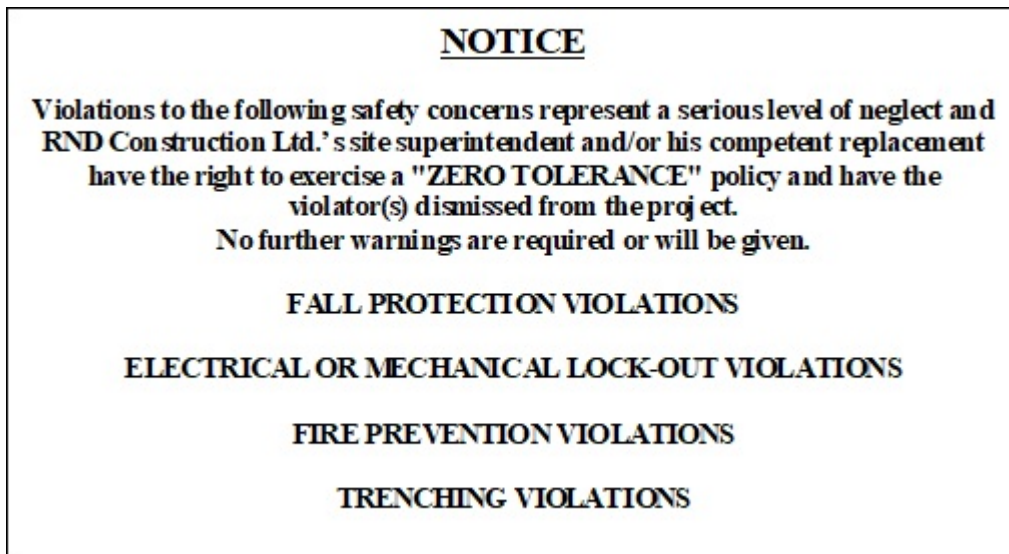 NOTICE
Violations to the following safety concerns represent a serious level of neglect and
RND Construction Ltd.'s site superintendent and/or his competent replacement
have the right to exercise a "ZERO TOLERANCE" policy and have the
violator(s) dismissed from the project.
No further warnings are required or will be given.
FALL PROTECTION VIOLATIONS
ELECTRICAL OR MECHANICAL LOCK-OUT VIOLATIONS
FIRE PREVENTION VIOLATIONS
TRENCHING VIOLATIONS